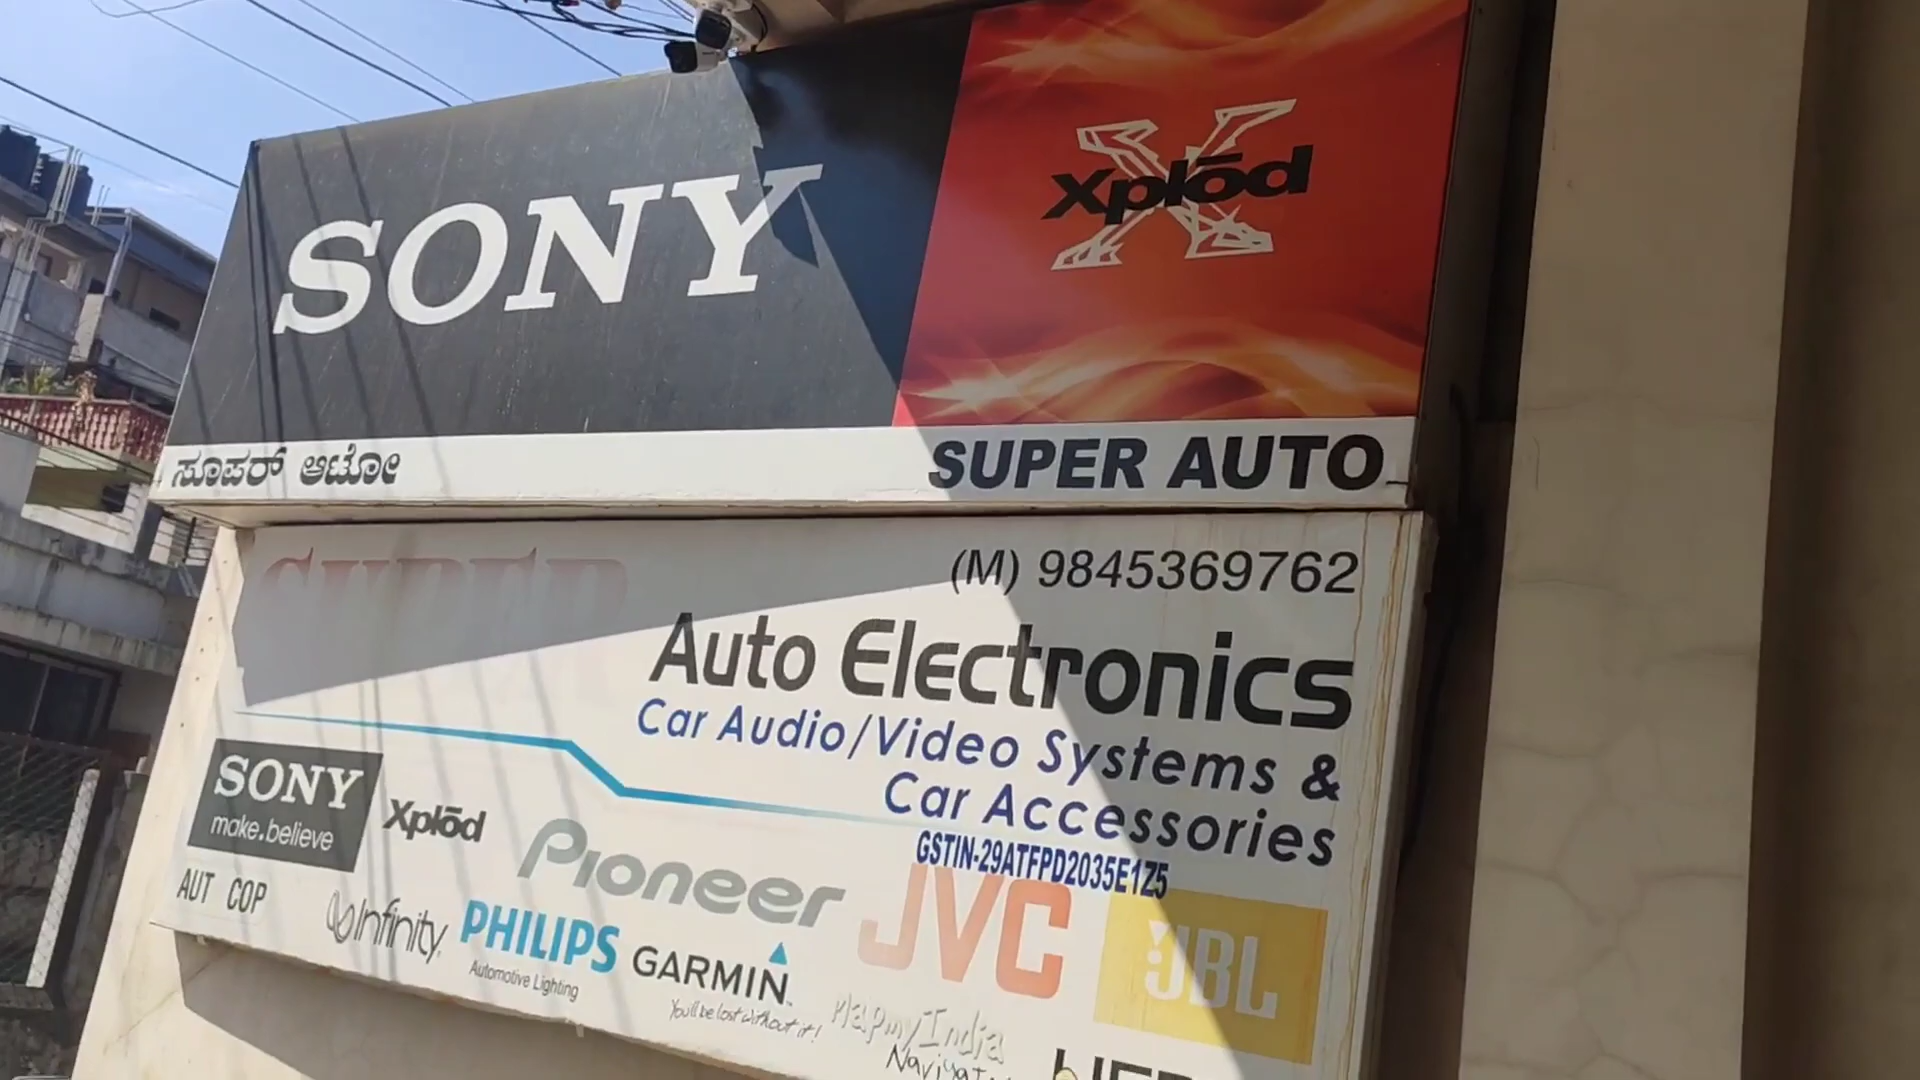 SONY
Xplōd
ಸೂಪರ್ ಆಟೋ
SUPER AUTO
SUPER
(M) 9845369762
Auto Electronics
Car Audio/Video Systems &
Car Accessories
GSTIN-29ATFPD2035E1Z5
SONY
make.believe
Xplōd
Pioneer
JVC
JBL
AUT COP
Infinity
PHILIPS
Automotive Lighting
GARMIN
You'll be lost without it!
MapmyIndia